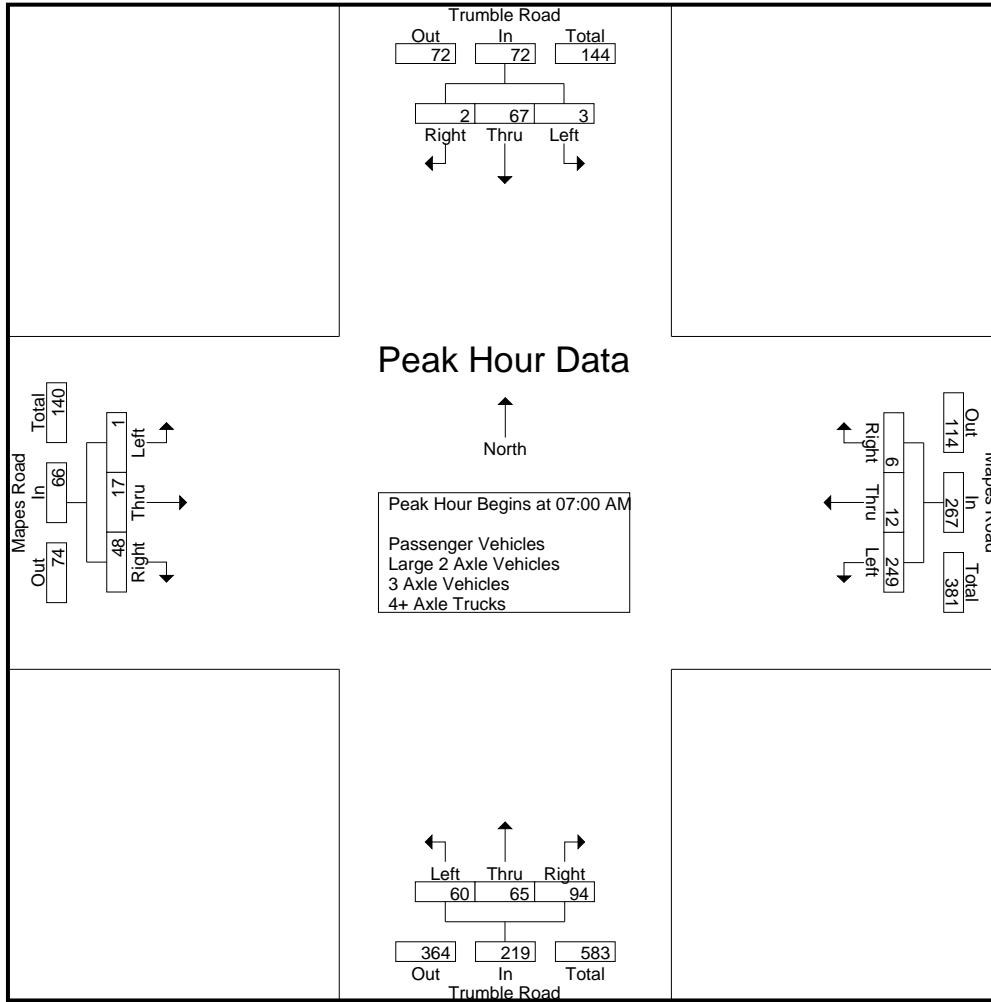 Trumble Road
Out In Total
72 72 144
2 67 3
Right Thru Left
Peak Hour Data
North
Peak Hour Begins at 07:00 AM
Passenger Vehicles
Large 2 Axle Vehicles
3 Axle Vehicles
4+ Axle Trucks
Mapes Road
Out In Total
74 66 140
48 17 1
Right Thru Left
Mapes Road
Out In Total
114 267 381
6 12 249
Right Thru Left
Left Thru Right
60 65 94
364 219 583
Out In Total
Trumble Road